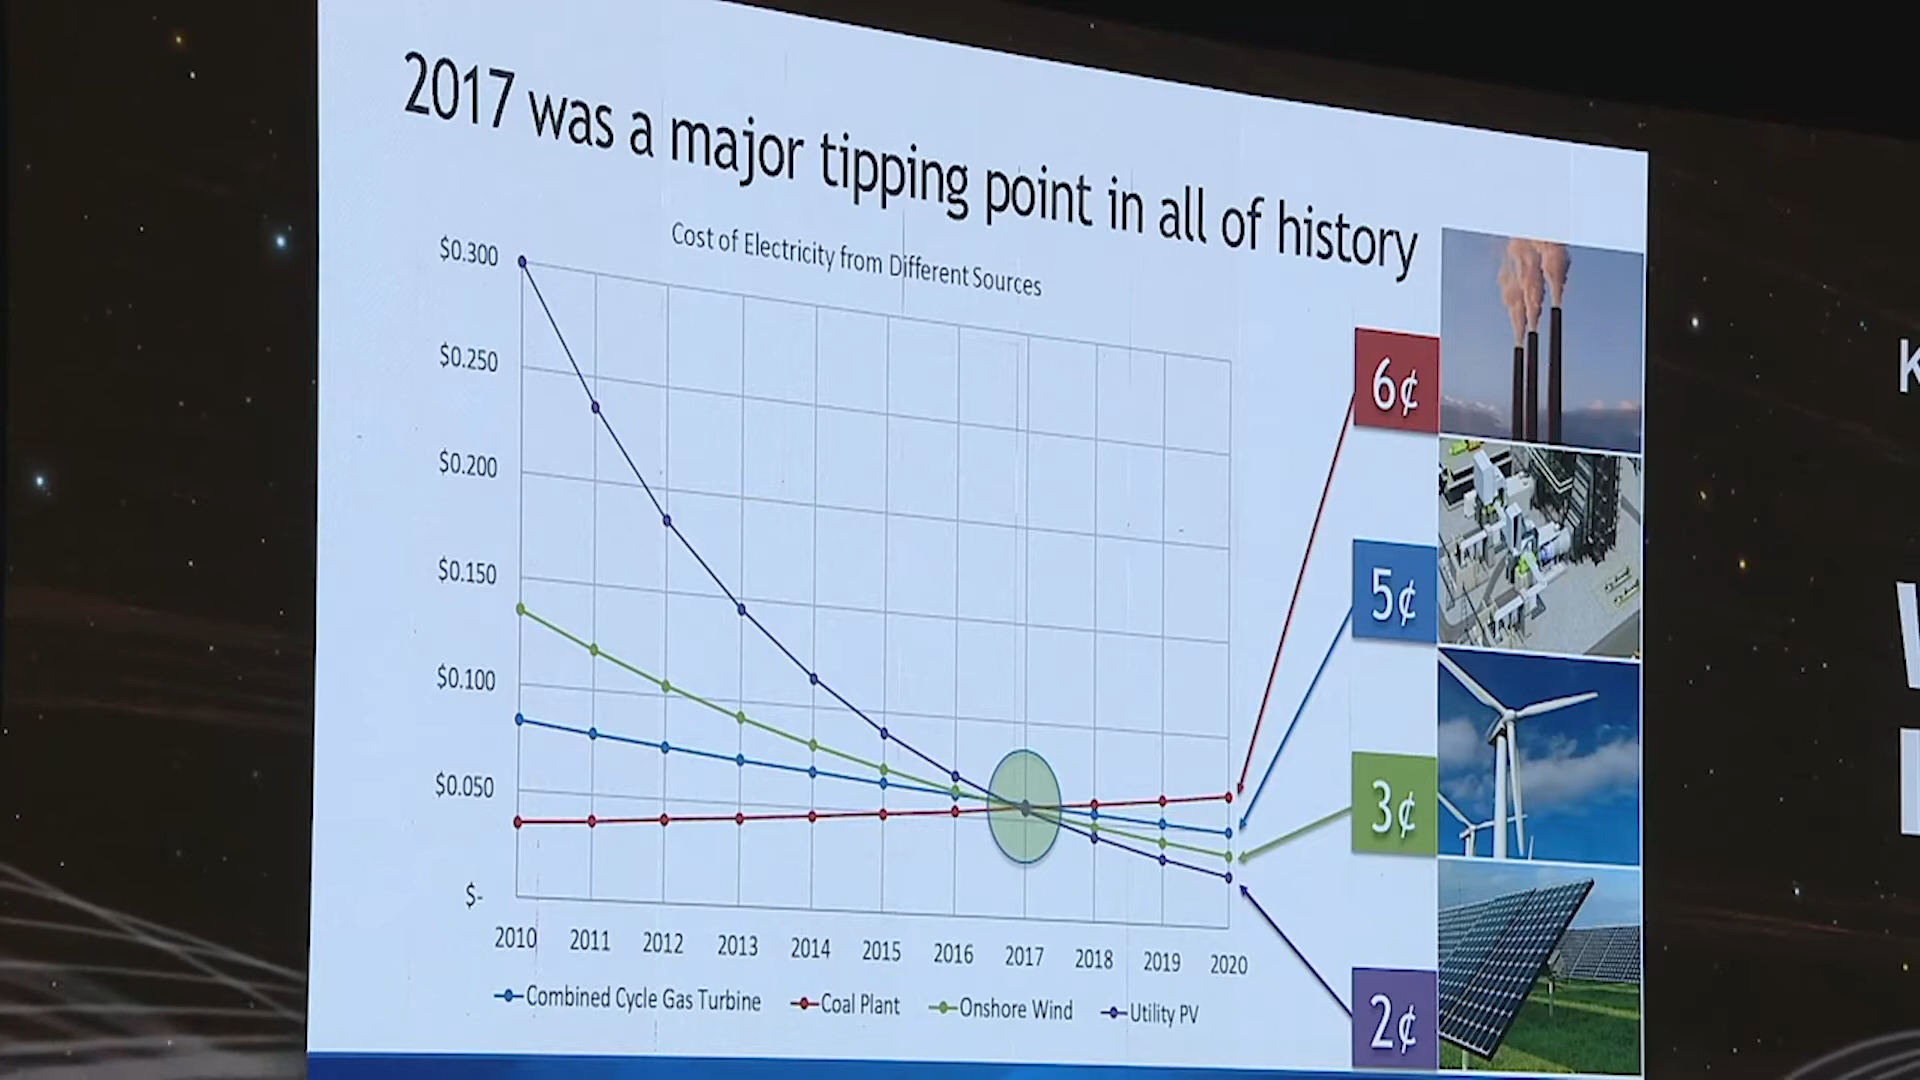 2017 was a major tipping point in all of history
Cost of Electricity from Different Sources
$0.300
$0.250
$0.200
$0.150
$0.100
$0.050
$-
2010 2011 2012 2013 2014 2015 2016 2017 2018 2019 2020
Combined Cycle Gas Turbine Coal Plant Onshore Wind Utility PV
6¢
5¢
3¢
2¢